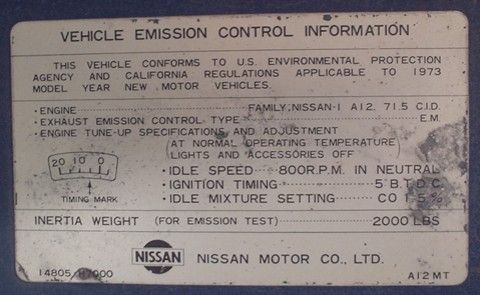 VEHICLE EMISSION CONTROL INFORMATION
THIS VEHICLE CONFORMS TO U.S. ENVIRONMENTAL PROTECTION
AGENCY AND CALIFORNIA REGULATIONS APPLICABLE TO 1973
MODEL YEAR NEW MOTOR VEHICLES.
• ENGINE FAMILY, NISSAN-1 A12. 71.5 C.I.D.
• EXHAUST EMISSION CONTROL TYPE E.M.
• ENGINE TUNE-UP SPECIFICATIONS AND ADJUSTMENT
(AT NORMAL OPERATING TEMPERATURE
LIGHTS AND ACCESSORIES OFF)
20 10 0
TIMING MARK
• IDLE SPEED 800R.P.M. IN NEUTRAL
• IGNITION TIMING 5° B.T.D.C.
• IDLE MIXTURE SETTING CO 1.5%
INERTIA WEIGHT (FOR EMISSION TEST) 2000 LBS
NISSAN NISSAN MOTOR CO., LTD.
14805 H7000 A12 MT